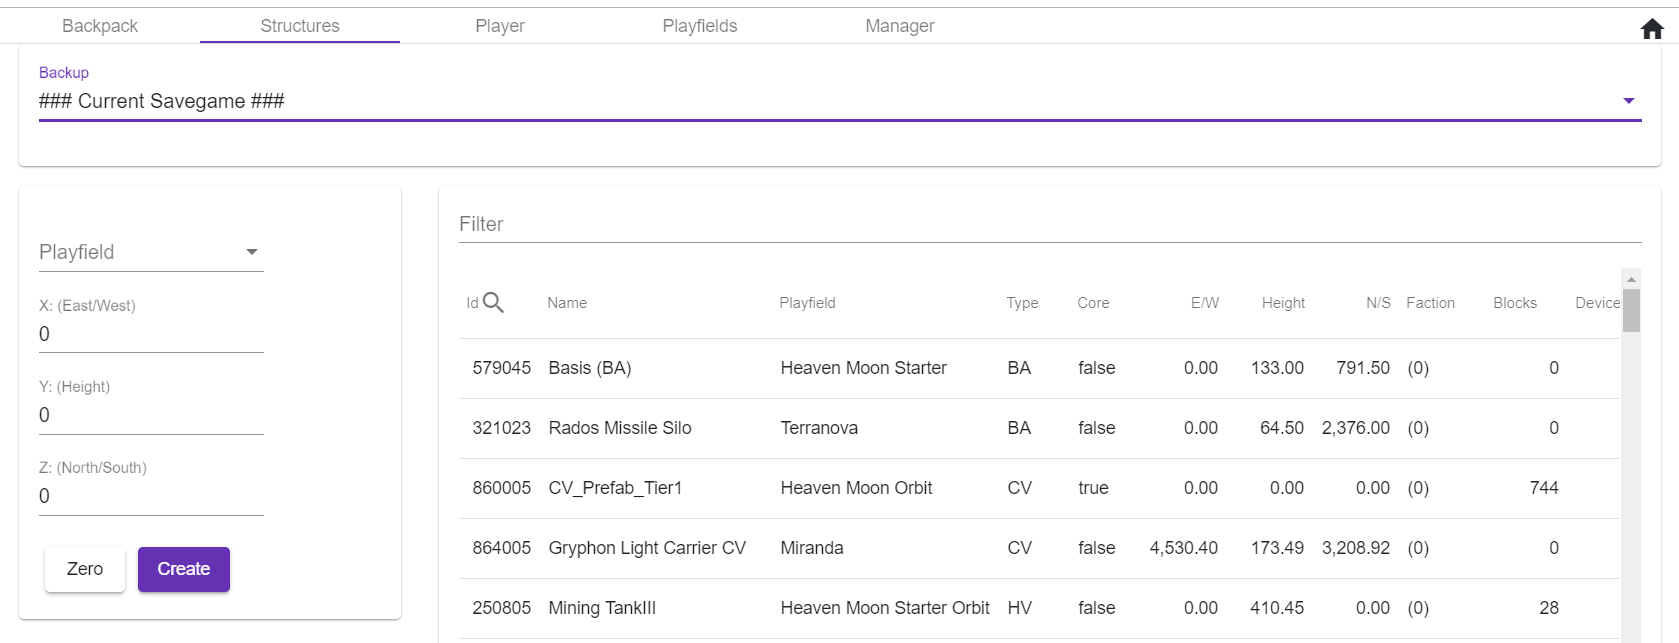 Backpack Structures Player Playfields Manager
Backup
### Current Savegame ###
Playfield
X: (East/West)
0
Y: (Height)
0
Z: (North/South)
0
Zero Create
Filter
Id Name Playfield Type Core E/W Height N/S Faction Blocks Device
579045 Basis (BA) Heaven Moon Starter BA false 0.00 133.00 791.50 (0) 0
321023 Rados Missile Silo Terranova BA false 0.00 64.50 2,376.00 (0) 0
860005 CV_Prefab_Tier1 Heaven Moon Orbit CV true 0.00 0.00 0.00 (0) 744
864005 Gryphon Light Carrier CV Miranda CV false 4,530.40 173.49 3,208.92 (0) 0
250805 Mining TankIII Heaven Moon Starter Orbit HV false 0.00 410.45 0.00 (0) 28